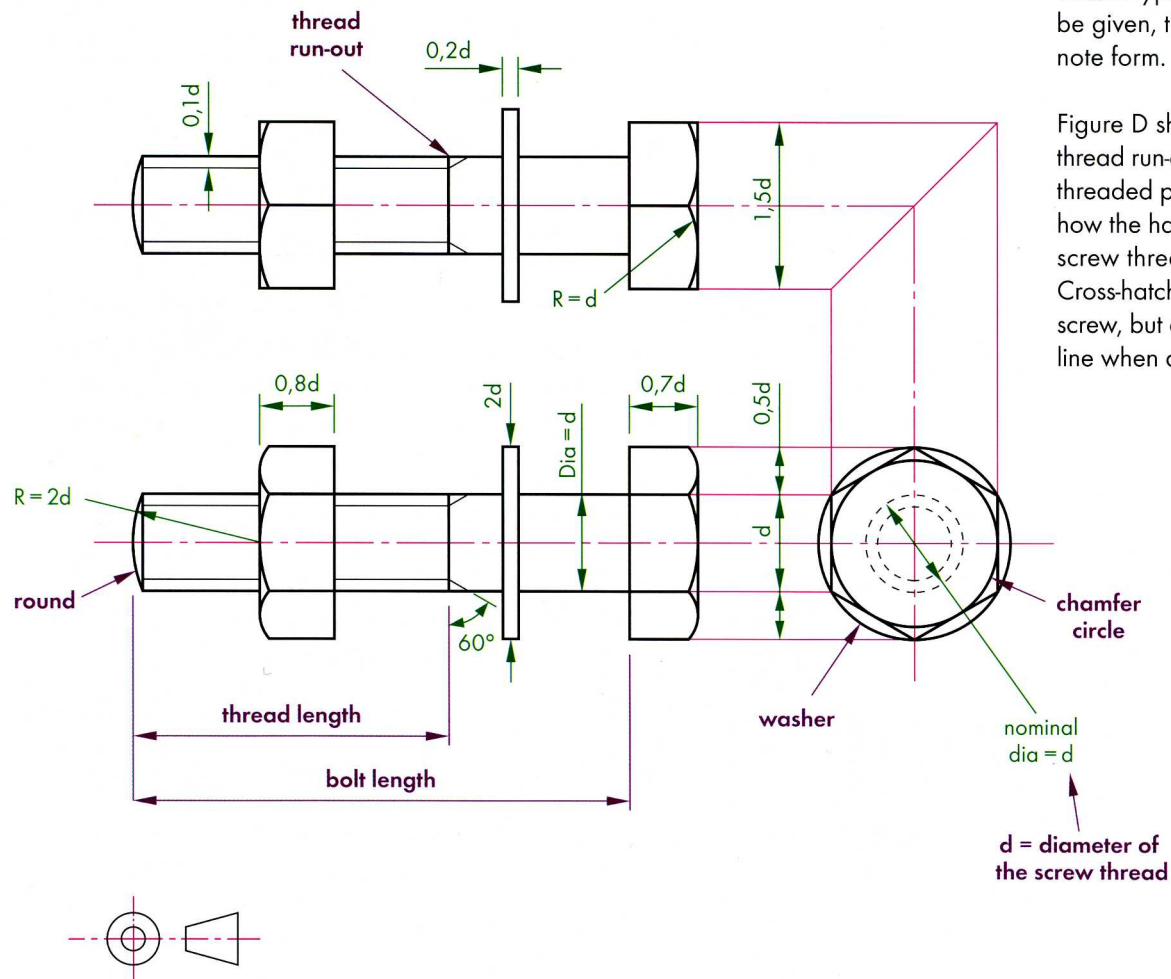 be given, t
note form.
Figure D sh
thread run-
threaded p
how the ha
screw three
Cross-hatch
screw, but
line when
thread
run-out
0,2d
0,1d
1,5d
R = d
0,8d
2d
Dia = d
0,7d
0,5d
d
R = 2d
round
60°
chamfer
circle
washer
thread length
bolt length
nominal
dia = d
d = diameter of
the screw thread